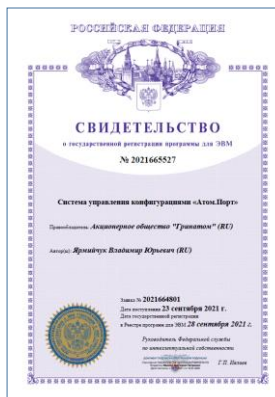 РОССИЙСКАЯ ФЕДЕРАЦИЯ
СВИДЕТЕЛЬСТВО
о государственной регистрации программы для ЭВМ
№ 2021665527
Система управления конфигурациями «Атом.Порт»
Правообладатель: Акционерное общество "Гринатом" (RU)
Автор(ы): Ярмийчук Владимир Юрьевич (RU)
Заявка № 2021664801
Дата поступления 23 сентября 2021 г.
Дата государственной регистрации
в Реестре программ для ЭВМ 28 сентября 2021 г.
Руководитель Федеральной службы
по интеллектуальной собственности
Г.П. Ивлиев